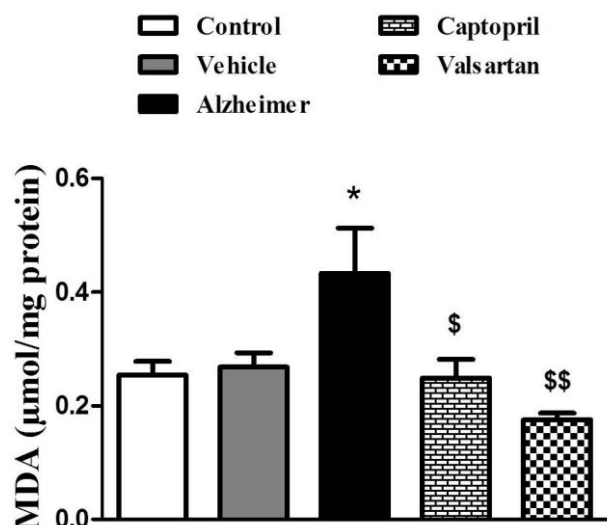 Control
Captopril
Vehicle
Valsartan
Alzheimer
MDA (μmol/mg protein)
0.6
0.4
0.2
0.0
*
$
$$